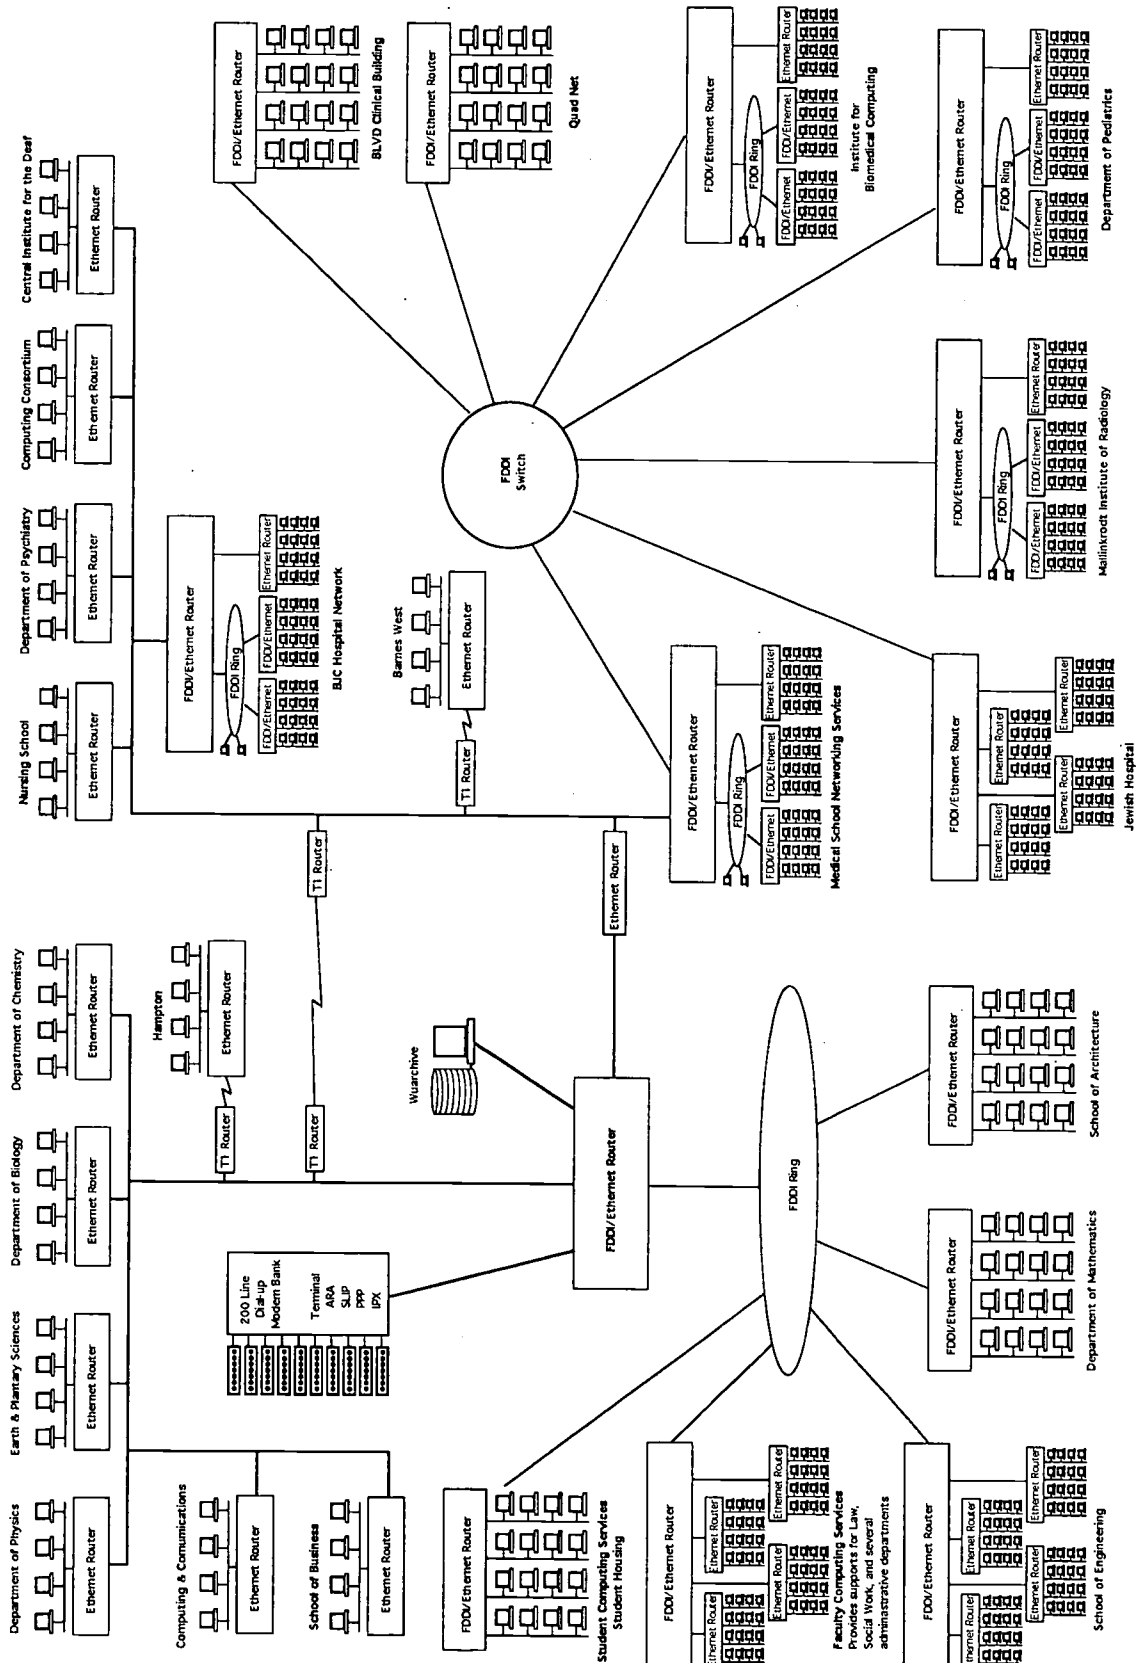 Department of Physics
Ethernet Router
Earth & Plantary Sciences
Ethernet Router
Department of Biology
Ethernet Router
Department of Chemistry
Ethernet Router
Nursing School
Ethernet Router
Department of Psychiatry
Ethernet Router
Computing Consortium
Ethernet Router
Central Institute for the Deaf
Ethernet Router
Computing & Comunications
Ethernet Router
School of Business
Ethernet Router
200 Line
Dial-up
Modem Bank
Terminal
ARA
SLIP
PPP
IPX
T1 Router
Hampton
Ethernet Router
T1 Router
T1 Router
FDDI/Ethernet Router
FDDI Ring
FDDI/Ethernet
FDDI/Ethernet
Ethernet Router
BJC Hospital Network
FDDI/Ethernet Router
BLVD Clinical Building
FDDI/Ethernet Router
Quad Net
Wuarchive
T1 Router
Barnes West
Ethernet Router
FDDI
Switch
FDDI/Ethernet Router
Student Computing Services
Student Housing
FDDI/Ethernet Router
Ethernet Router
FDDI/Ethernet Router
FDDI Ring
FDDI/Ethernet
FDDI/Ethernet
Ethernet Router
Medical School Networking Services
FDDI/Ethernet Router
FDDI Ring
FDDI/Ethernet
FDDI/Ethernet
Ethernet Router
Institute for
Biomedical Computing
FDDI/Ethernet Router
Ethernet Router
Ethernet Router
Ethernet Router
Ethernet Router
Faculty Computing Services
Provides supports for Law,
Social Work, and several
adminastrative departments
FDDI Ring
FDDI/Ethernet Router
Ethernet Router
Ethernet Router
Ethernet Router
Ethernet Router
School of Engineering
FDDI/Ethernet Router
Department of Mathematics
FDDI/Ethernet Router
School of Architecture
FDDI/Ethernet Router
Ethernet Router
Ethernet Router
Ethernet Router
Ethernet Router
Jewish Hospital
FDDI/Ethernet Router
FDDI Ring
FDDI/Ethernet
FDDI/Ethernet
Ethernet Router
Mallinkrodt Institute of Radiology
FDDI/Ethernet Router
FDDI Ring
FDDI/Ethernet
FDDI/Ethernet
Ethernet Router
Department of Pediatrics